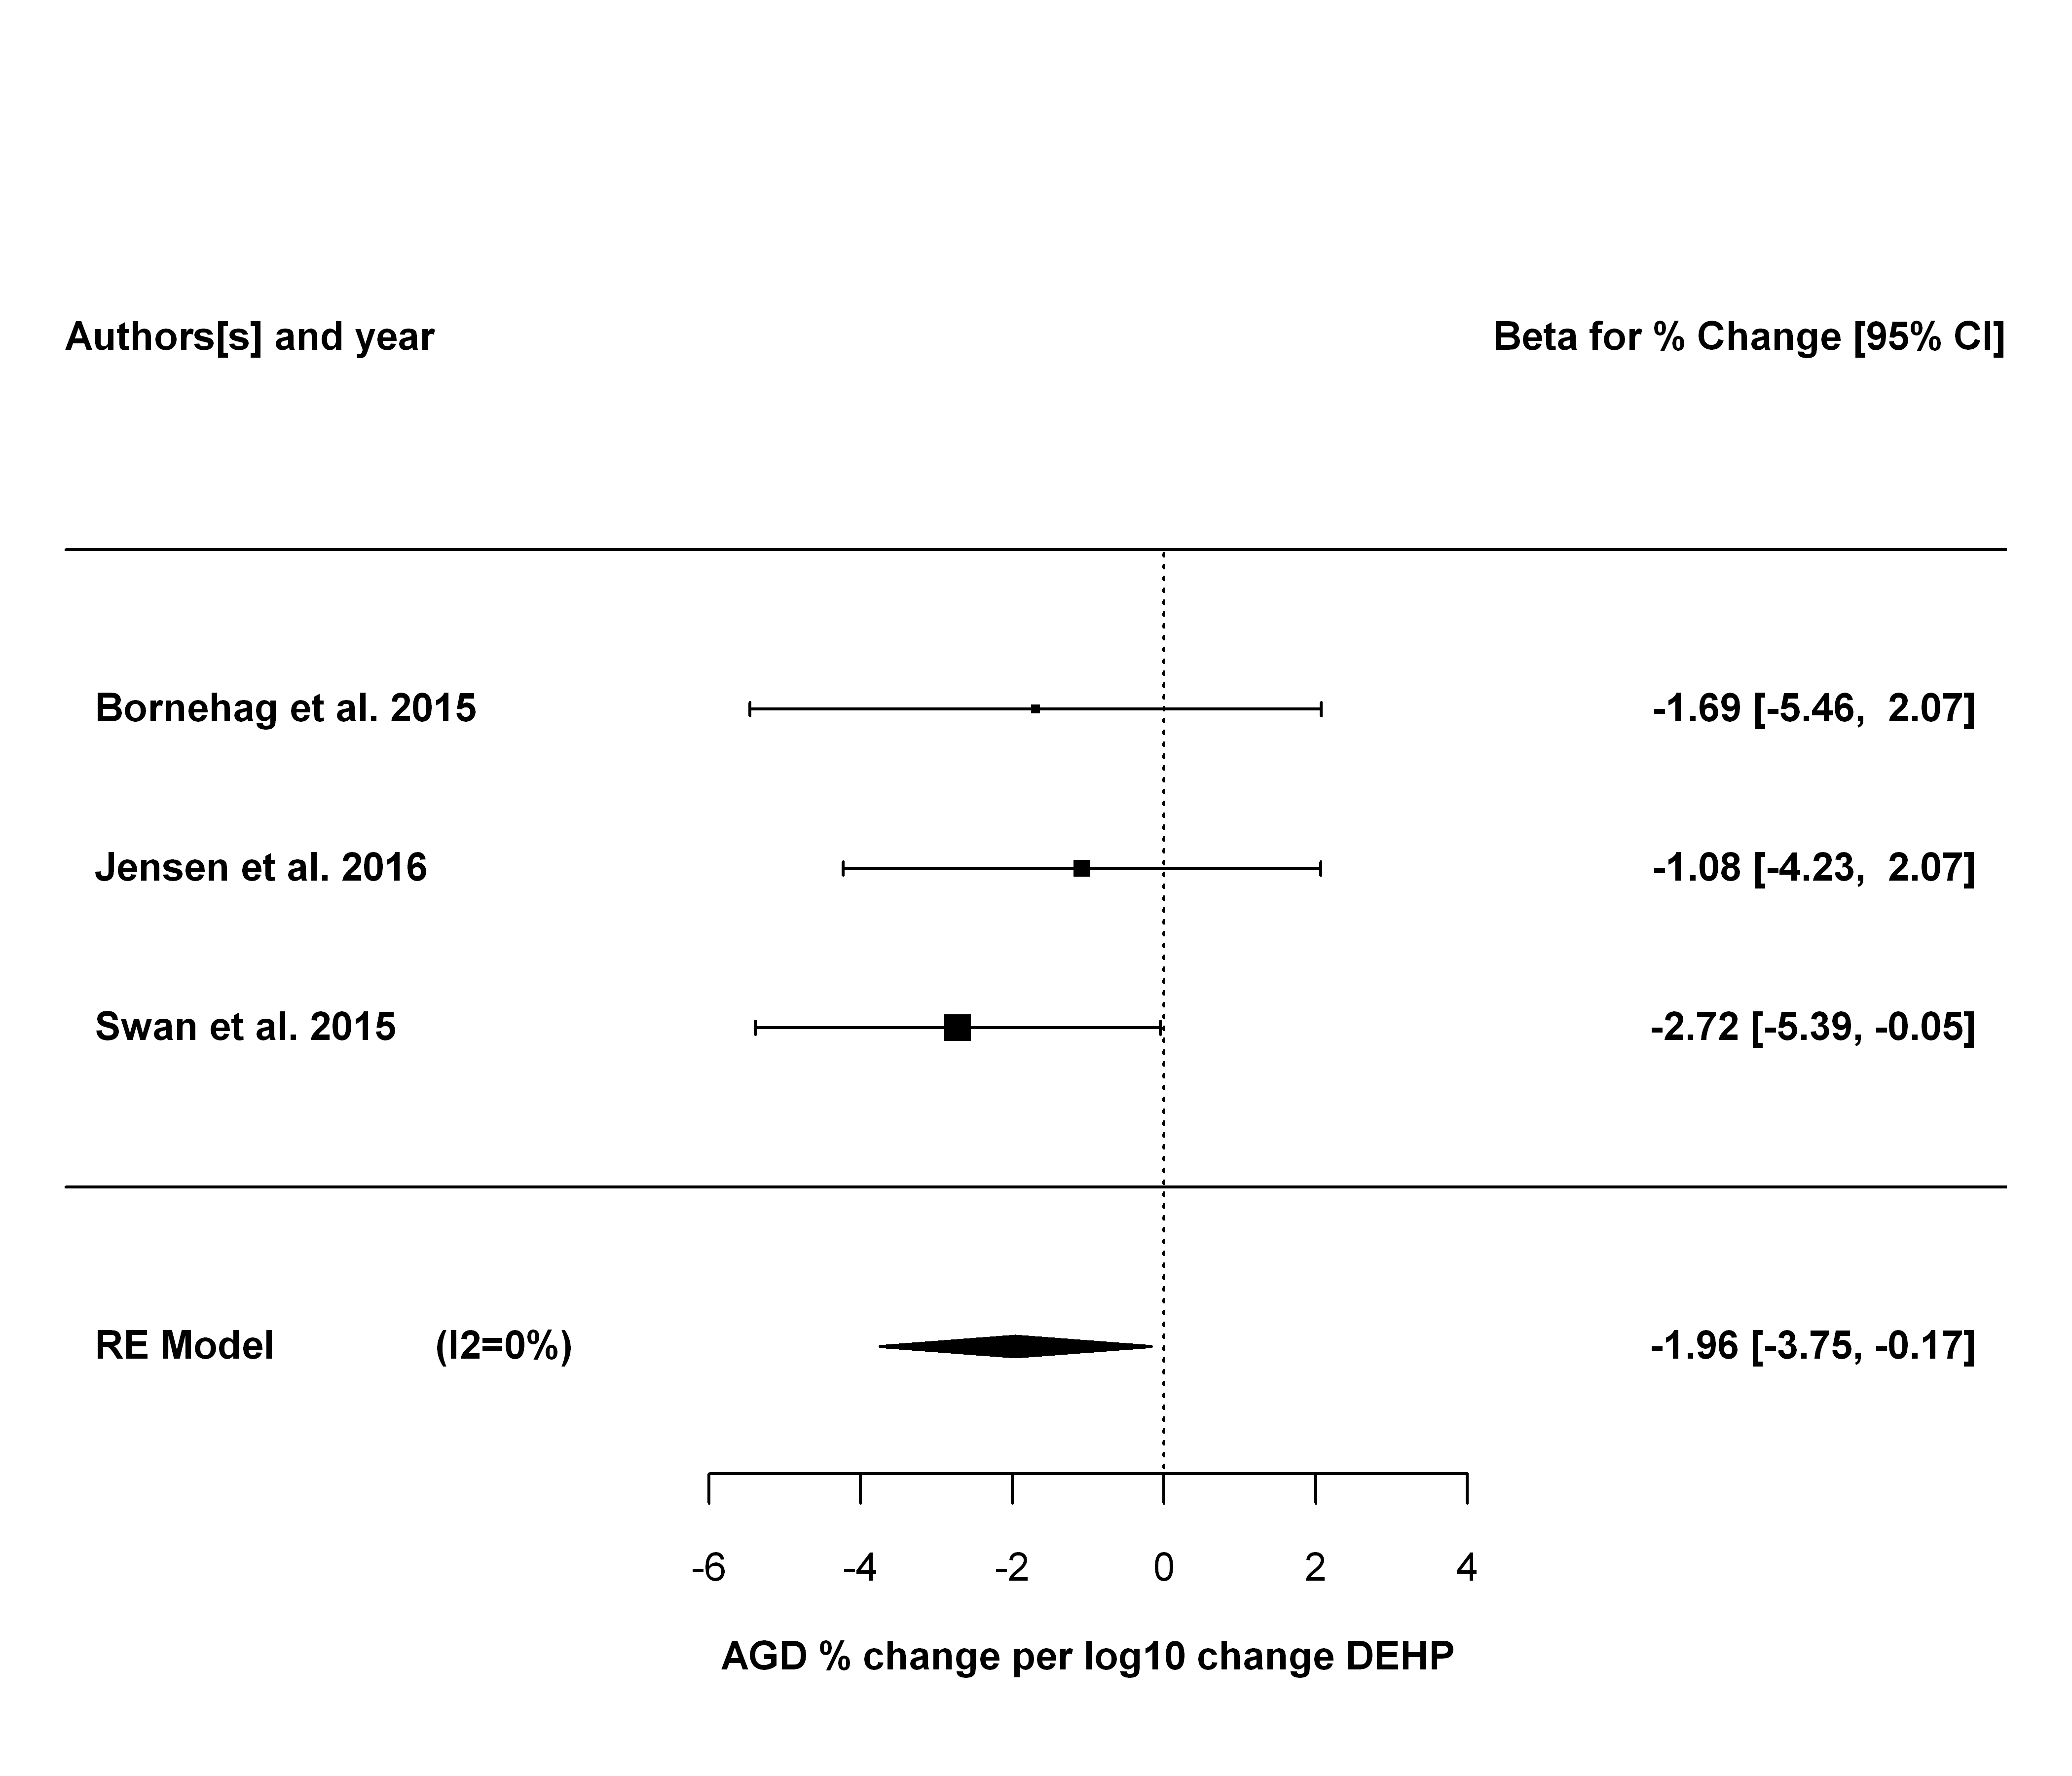 Authors[s] and year Beta for % Change [95% CI]
Bornehag et al. 2015 -1.69 [-5.46, 2.07]
Jensen et al. 2016 -1.08 [-4.23, 2.07]
Swan et al. 2015 -2.72 [-5.39, -0.05]
RE Model (I2=0%) -1.96 [-3.75, -0.17]
-6 -4 -2 0 2 4
AGD % change per log10 change DEHP